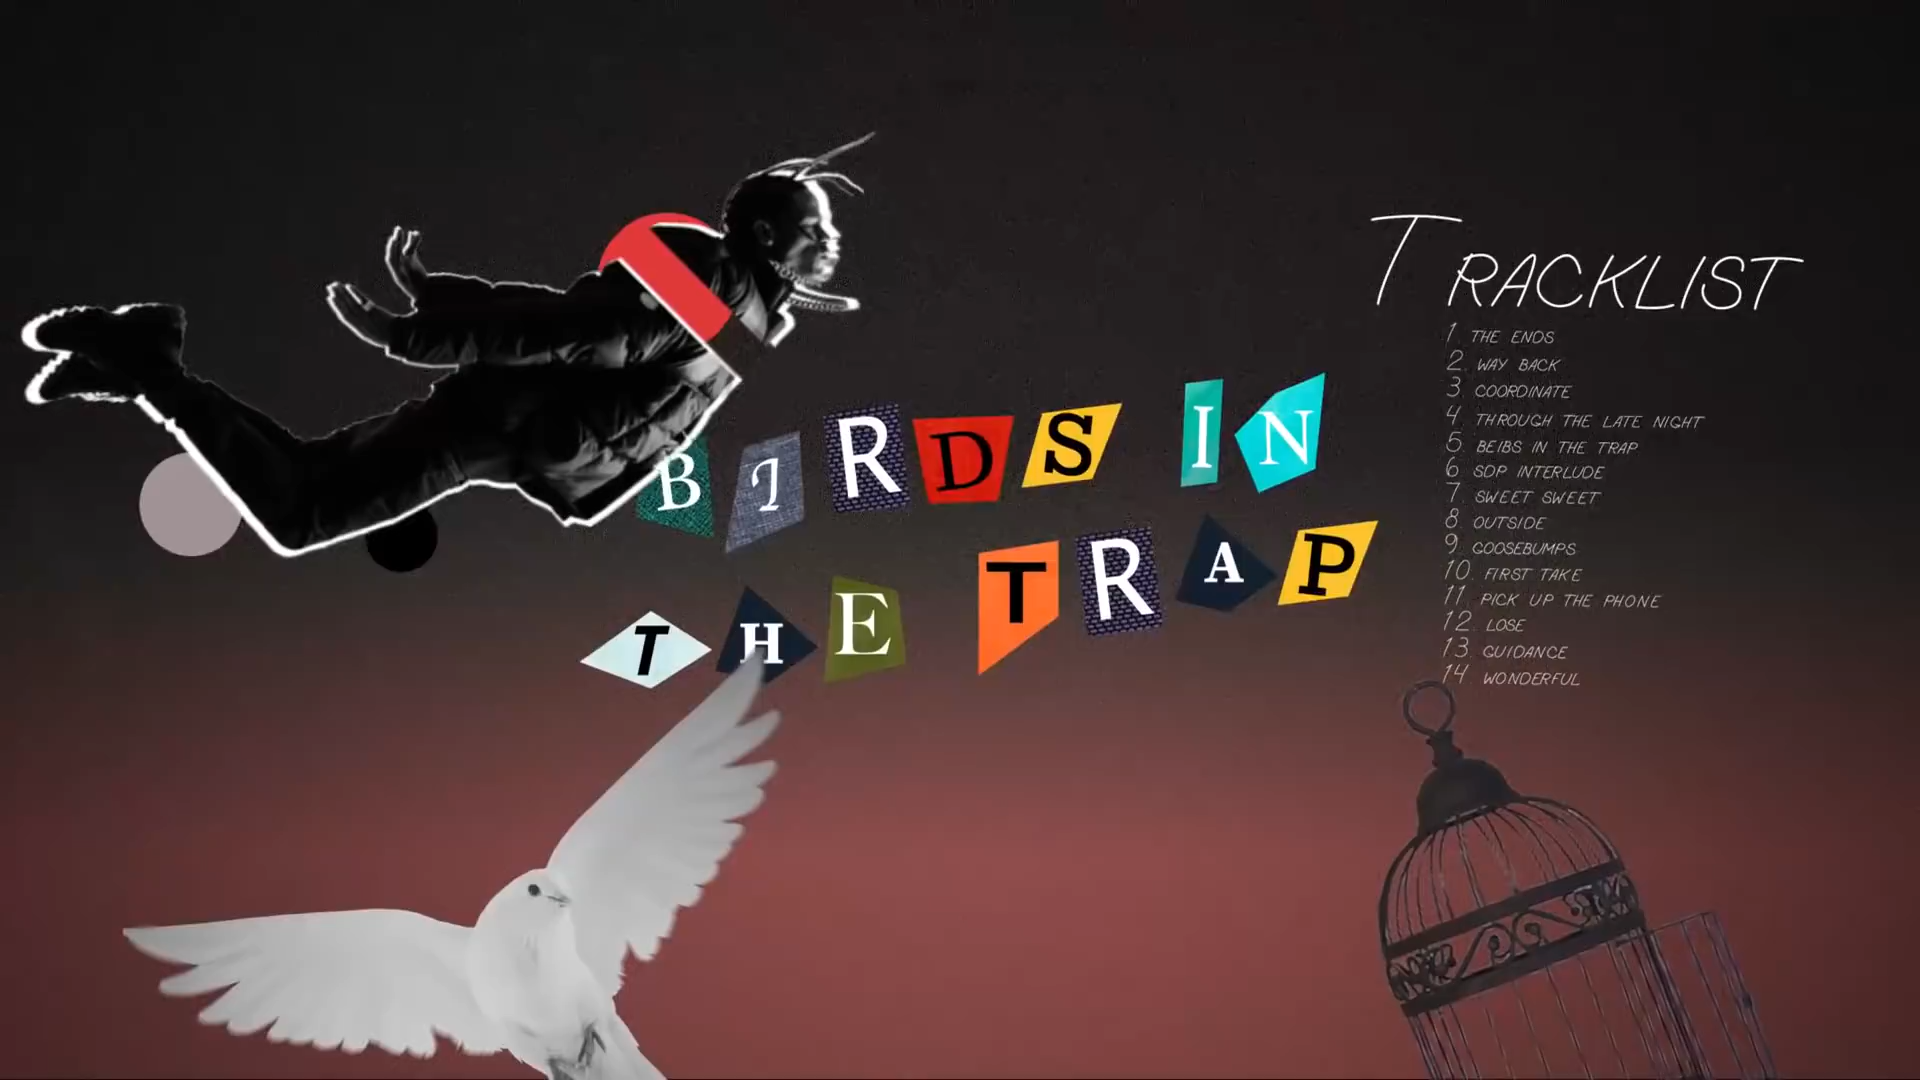 BIRDS IN
THE TRAP
TRACKLIST
1. THE ENDS
2. WAY BACK
3 COORDINATE
4. THROUGH THE LATE NIGHT
5. BEIBS IN THE TRAP
6. SDP INTERLUDE
7. SWEET SWEET
8. OUTSIDE
9. GOOSEBUMPS
10. FIRST TAKE
11. PICK UP THE PHONE
12. LOSE
13. GUIDANCE
14. WONDERFUL